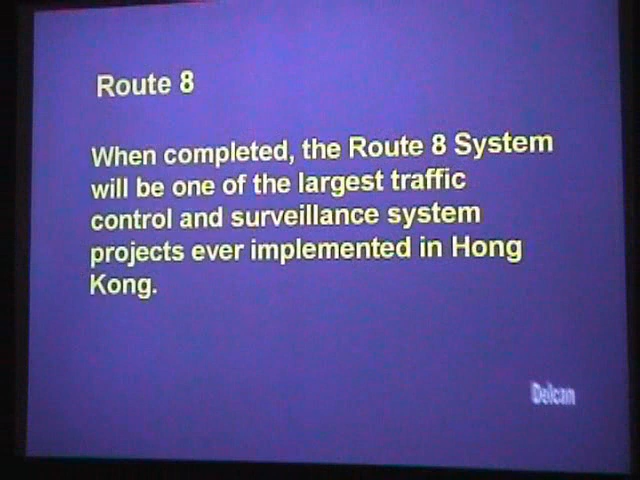 Route 8
When completed, the Route 8 System
will be one of the largest traffic
control and surveillance system
projects ever implemented in Hong
Kong.
Delcan